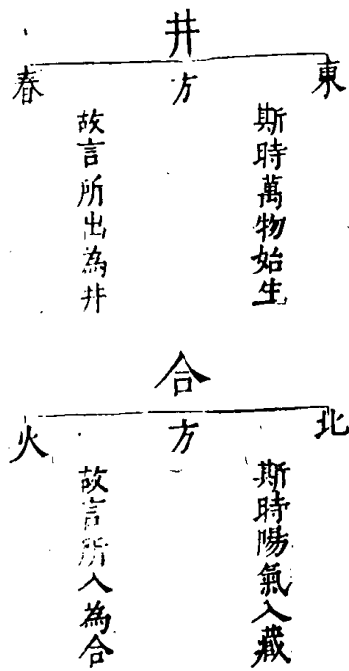 井
東
方
春
斯時萬物始生
故言所出為井
合
北
方
火
斯時陽氣入藏
故言所入為合